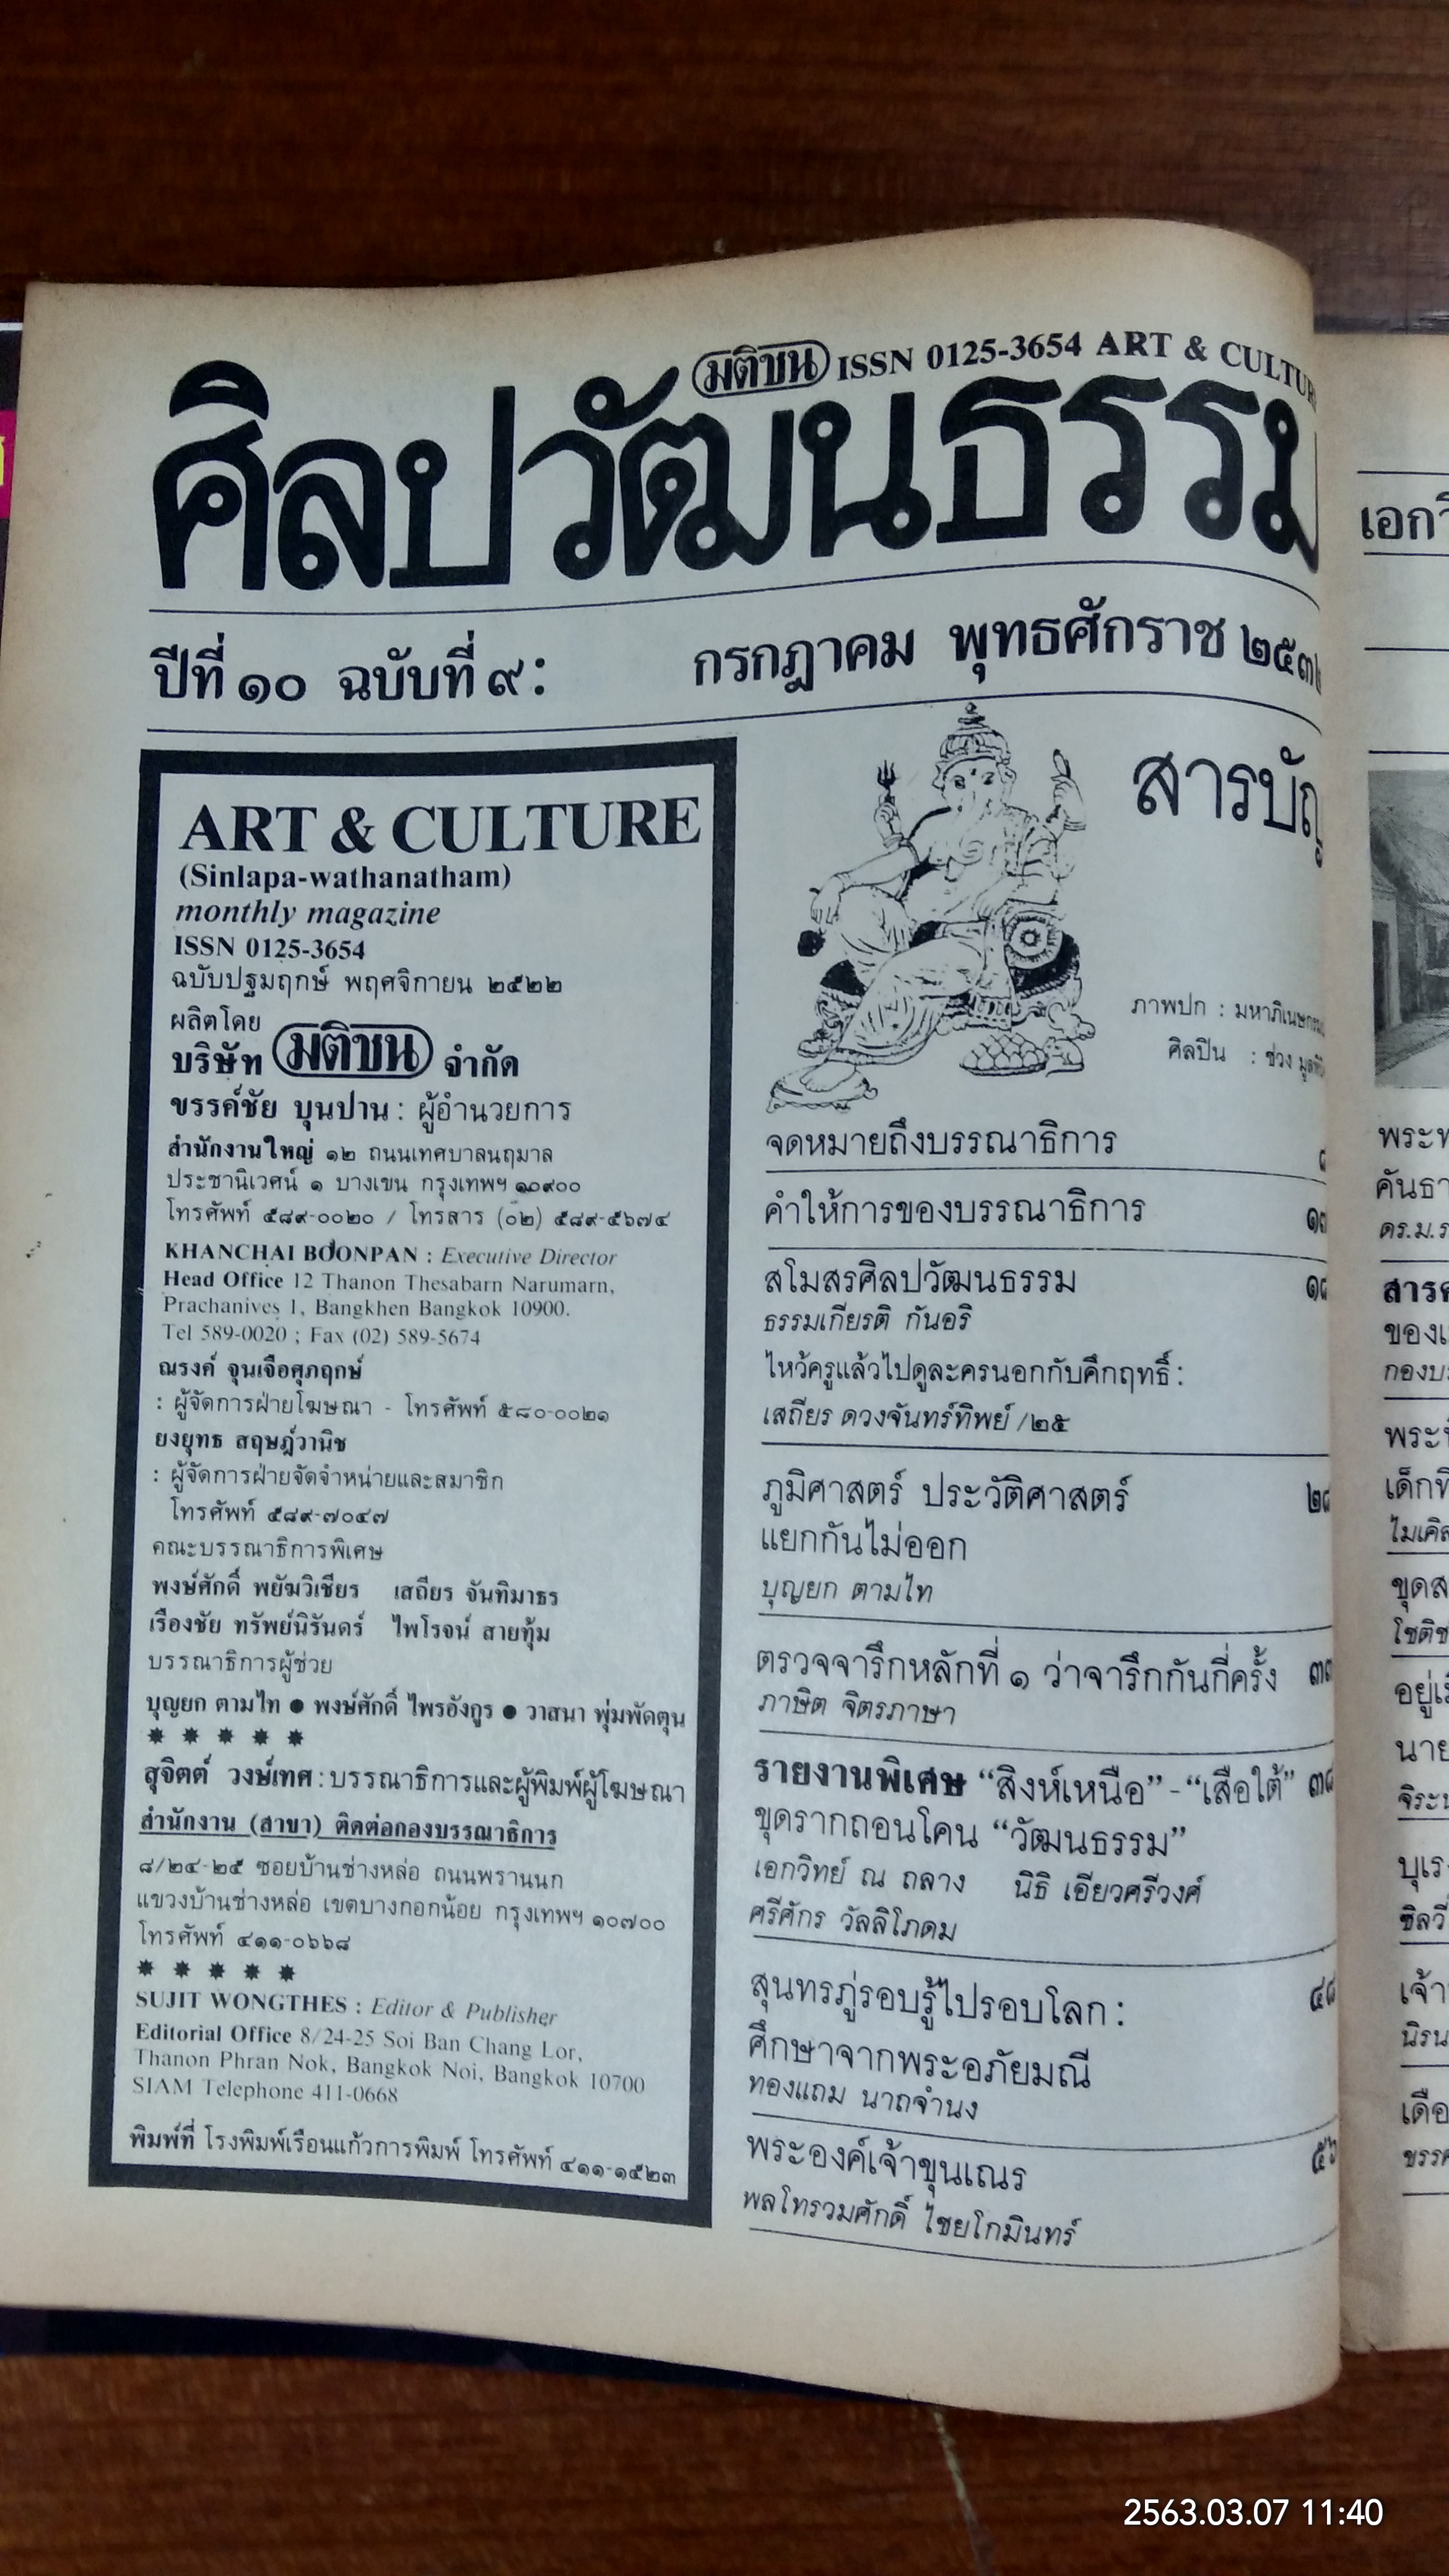 มติชน ISSN 0125-3654 ART & CULTURE
ศิลปวัฒนธรรม
ปีที่ ๑๐ ฉบับที่ ๙ : กรกฎาคม พุทธศักราช ๒๕๓๒
ART & CULTURE
(Sinlapa-wathanatham)
monthly magazine
ISSN 0125-3654
ฉบับปฐมฤกษ์ พฤศจิกายน ๒๕๒๒
ผลิตโดย
บริษัท มติชน จำกัด
ขรรค์ชัย บุนปาน : ผู้อำนวยการ
สำนักงานใหญ่ ๑๒ ถนนเทศบาลนฤมาล
ประชานิเวศน์ ๑ บางเขน กรุงเทพฯ ๑๐๙๐๐
โทรศัพท์ ๕๘๙-๐๐๒๐ / โทรสาร (๐๒) ๕๘๙-๕๖๗๔
KHANCHAI BOONPAN : Executive Director
Head Office 12 Thanon Thesabarn Narumarn,
Prachanives 1, Bangkhen Bangkok 10900.
Tel 589-0020 ; Fax (02) 589-5674
ณรงค์ จุนเจือศุภฤกษ์
: ผู้จัดการฝ่ายโฆษณา - โทรศัพท์ ๕๘๐-๐๐๒๑
ยงยุทธ สฤษฎ์วานิช
: ผู้จัดการฝ่ายจัดจำหน่ายและสมาชิก
โทรศัพท์ ๕๘๙-๗๐๔๗
คณะบรรณาธิการพิเศษ
พงษ์ศักดิ์ พยัฆวิเชียร เสถียร จันทิมาธร
เรืองชัย ทรัพย์นิรันดร์ ไพโรจน์ สายทุ้ม
บรรณาธิการผู้ช่วย
บุญยก ตามไท ● พงษ์ศักดิ์ ไพรอังกูร ● วาสนา พุ่มพัดตุน
* * * * *
สุจิตต์ วงษ์เทศ : บรรณาธิการและผู้พิมพ์ผู้โฆษณา
สำนักงาน (สาขา) ติดต่อกองบรรณาธิการ
๘/๒๔-๒๕ ซอยบ้านช่างหล่อ ถนนพรานนก
แขวงบ้านช่างหล่อ เขตบางกอกน้อย กรุงเทพฯ ๑๐๗๐๐
โทรศัพท์ ๔๑๑-๐๖๖๘
* * * * *
SUJIT WONGTHES : Editor & Publisher
Editorial Office 8/24-25 Soi Ban Chang Lor,
Thanon Phran Nok, Bangkok Noi, Bangkok 10700
SIAM Telephone 411-0668
พิมพ์ที่ โรงพิมพ์เรือนแก้วการพิมพ์ โทรศัพท์ ๔๑๑-๑๕๒๓
สารบัญ
ภาพปก : มหาภิเนษกรมณ์
ศิลปิน : ช่วง มูลพินิจ
จดหมายถึงบรรณาธิการ
คำให้การของบรรณาธิการ
สโมสรศิลปวัฒนธรรม
ธรรมเกียรติ กันอริ
ไหว้ครูแล้วไปดูละครนอกกับคึกฤทธิ์ :
เสถียร ดวงจันทร์ทิพย์ /๒๕
ภูมิศาสตร์ ประวัติศาสตร์
แยกกันไม่ออก
บุญยก ตามไท
ตรวจจารึกหลักที่ ๑ ว่าจารึกกันกี่ครั้ง
ภาษิต จิตรภาษา
รายงานพิเศษ “สิงห์เหนือ” - “เสือใต้”
ขุดรากถอนโคน “วัฒนธรรม”
เอกวิทย์ ณ ถลาง นิธิ เอียวศรีวงศ์
ศรีศักร วัลลิโภดม
สุนทรภู่รอบรู้ไปรอบโลก :
ศึกษาจากพระอภัยมณี
ทองแถม นาถจำนง
พระองค์เจ้าขุนเณร
พลโทรวมศักดิ์ ไชยโกมินทร์
2563.03.07 11:40